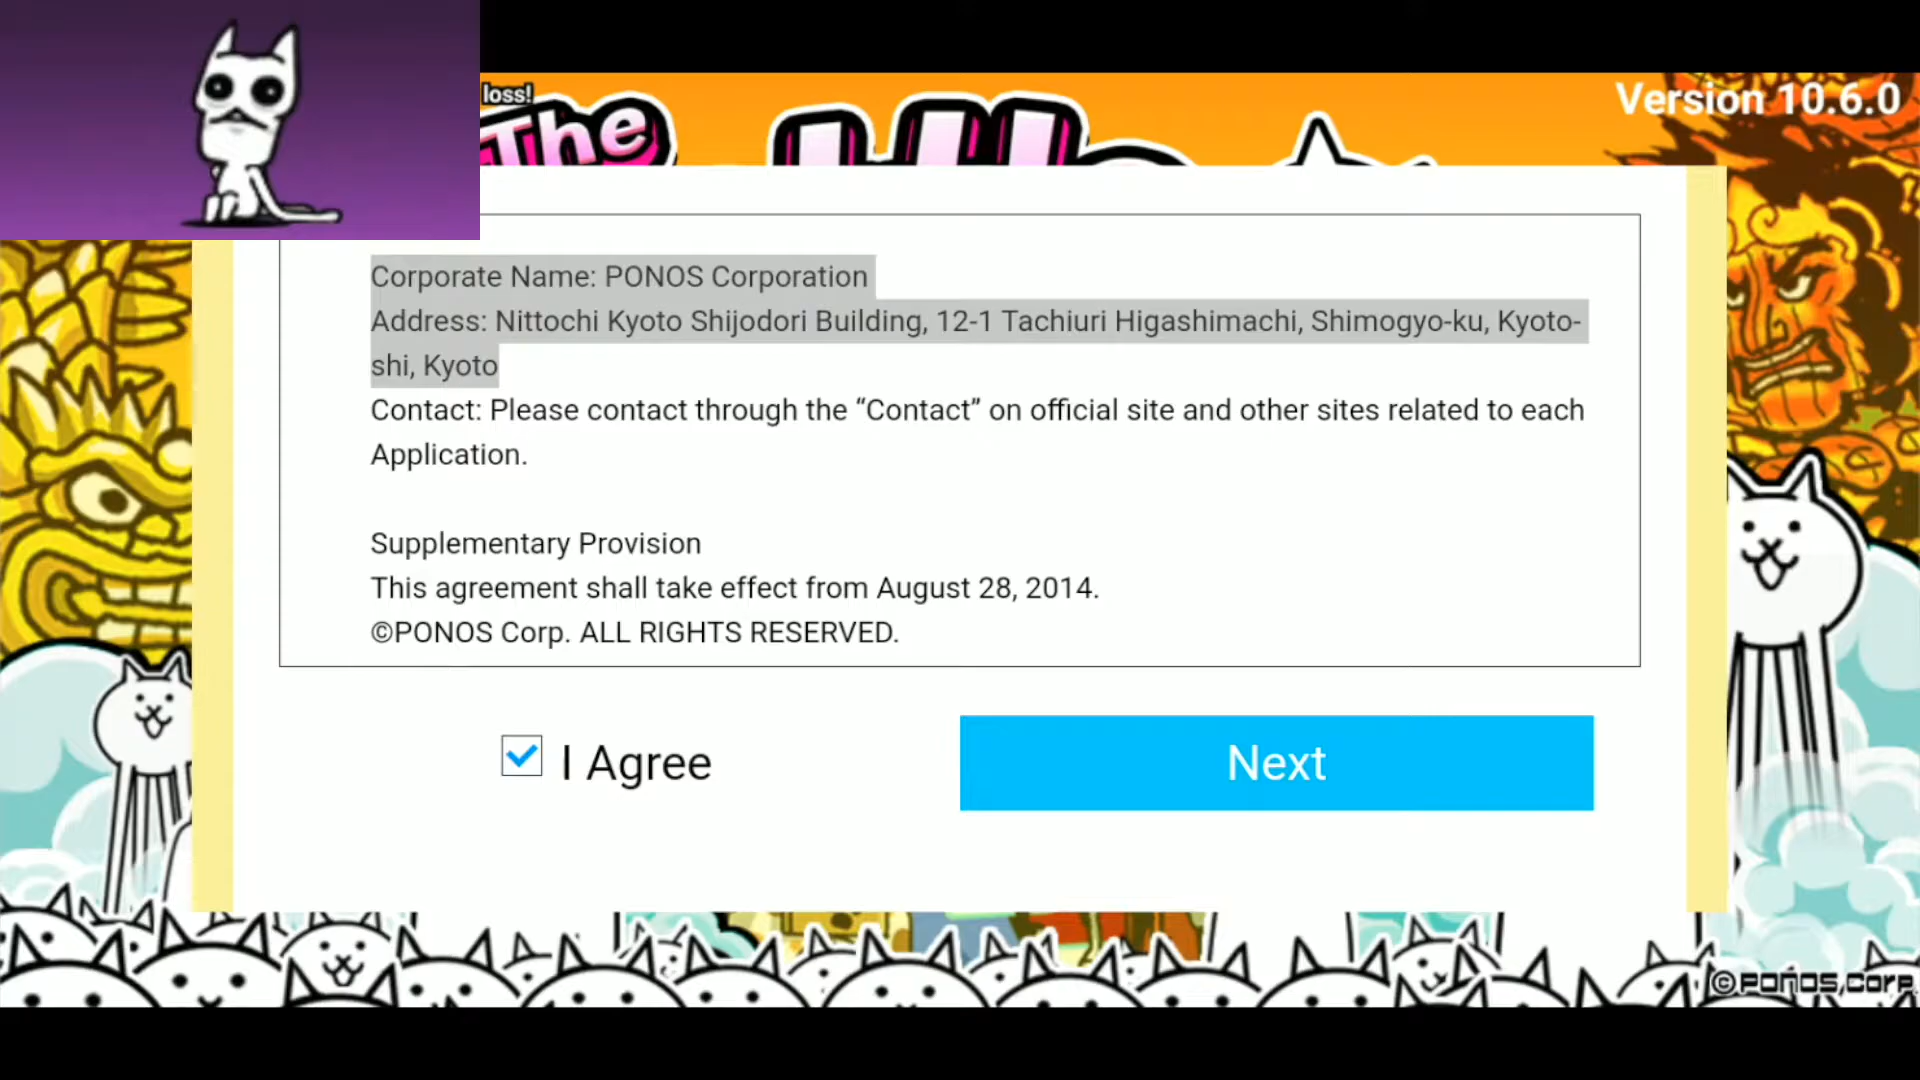 loss!
The
Version 10.6.0
Corporate Name: PONOS Corporation
Address: Nittochi Kyoto Shijodori Building, 12-1 Tachiuri Higashimachi, Shimogyo-ku, Kyoto-
shi, Kyoto
Contact: Please contact through the “Contact” on official site and other sites related to each
Application.
Supplementary Provision
This agreement shall take effect from August 28, 2014.
©PONOS Corp. ALL RIGHTS RESERVED.
I Agree
Next
©PONOS Corp.